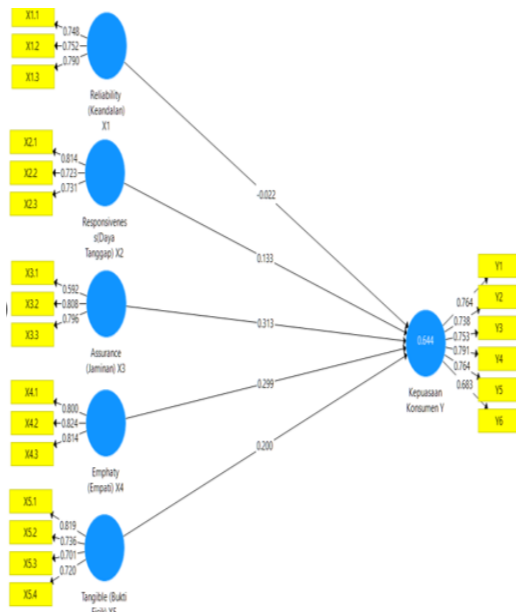 X1.1
0.748
X1.2
0.752
X1.3
0.790
Reliability
(Keandalan)
X1
-0.022
X2.1
0.814
X2.2
0.723
X2.3
0.731
Responsivenes
s(Daya
Tanggap) X2
0.133
X3.1
0.592
X3.2
0.808
X3.3
0.796
Assurance
(Jaminan) X3
0.313
X4.1
0.800
X4.2
0.824
X4.3
0.814
Emphaty
(Empati) X4
0.299
X5.1
0.819
X5.2
0.736
X5.3
0.701
X5.4
0.720
Tangible (Bukti
0.200
0.644
Kepuasaan
Konsumen Y
Y1
0.764
Y2
0.738
Y3
0.753
Y4
0.791
Y5
0.764
Y6
0.683